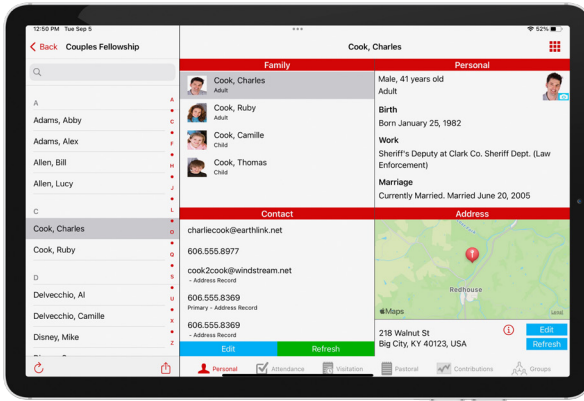 12:50 PM Tue Sep 5
52%
Back
Couples Fellowship
Cook, Charles
A
Adams, Abby
Adams, Alex
Allen, Bill
Allen, Lucy
C
Cook, Charles
Cook, Ruby
D
Delvecchio, Al
Delvecchio, Camille
Disney, Mike
A
C
F
H
J
L
O
Q
S
U
X
Z
Family
Cook, Charles
Adult
Cook, Ruby
Adult
Cook, Camille
Child
Cook, Thomas
Child
Personal
Male, 41 years old
Adult
Birth
Born January 25, 1982
Work
Sheriff's Deputy at Clark Co. Sheriff Dept. (Law
Enforcement)
Marriage
Currently Married. Married June 20, 2005
Contact
charliecook@earthlink.net
606.555.8977
cook2cook@windstream.net
- Address Record
606.555.8369
Primary - Address Record
606.555.8369
- Address Record
Edit
Refresh
Address
Redhouse
Maps
Legal
218 Walnut St
Big City, KY 40123, USA
Edit
Refresh
Personal
Attendance
Visitation
Pastoral
Contributions
Groups